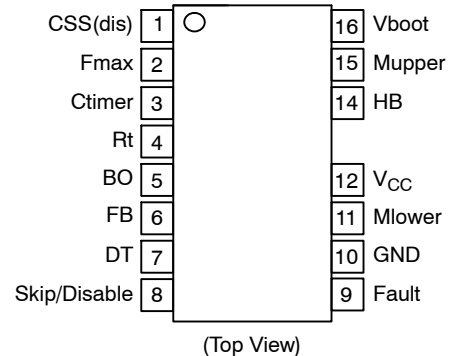 CSS(dis) 1 16 Vboot
Fmax 2 15 Mupper
Ctimer 3 14 HB
Rt 4
BO 5 12 VCC
FB 6 11 Mlower
DT 7 10 GND
Skip/Disable 8 9 Fault
(Top View)